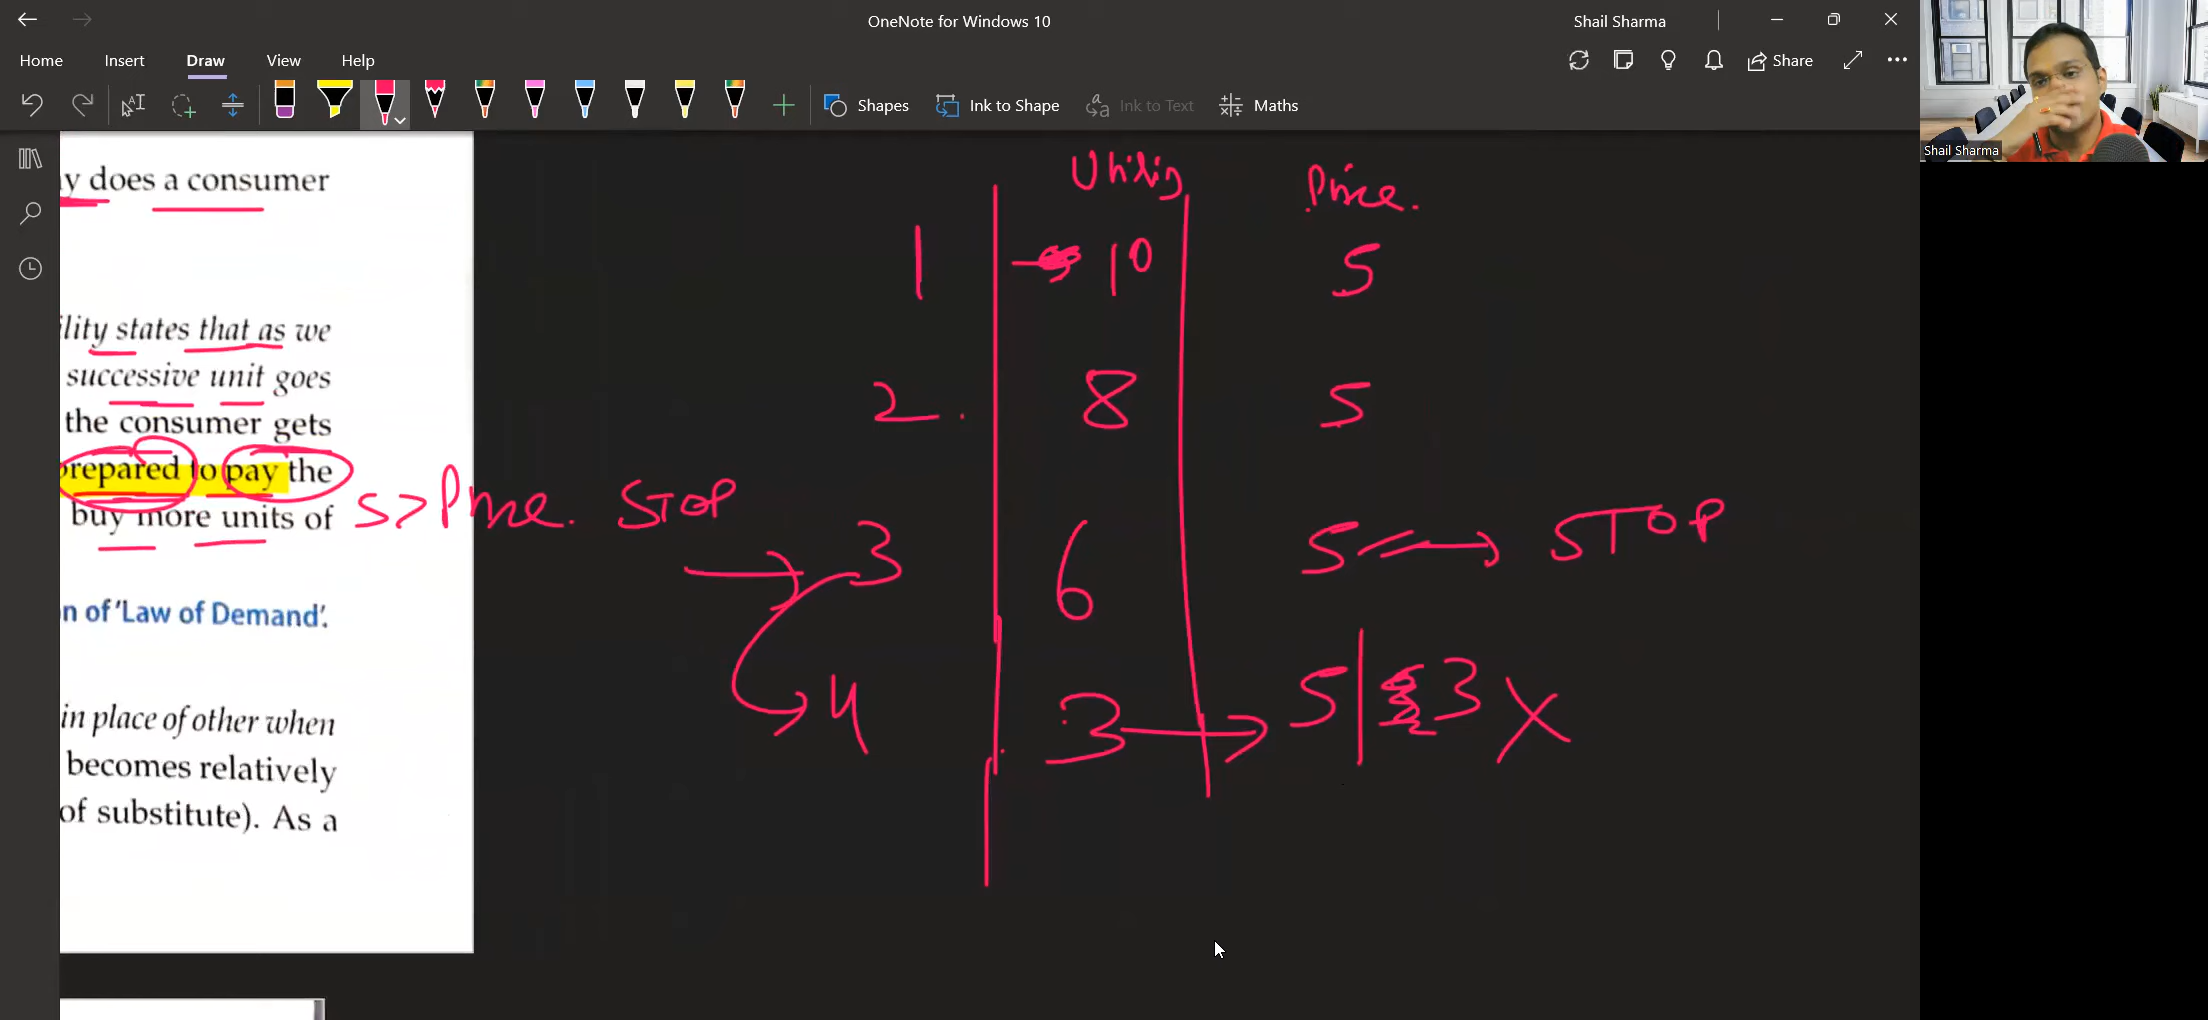 OneNote for Windows 10
Shail Sharma
Home Insert Draw View Help
Share
Shapes Ink to Shape Ink to Text Maths
Shail Sharma
y does a consumer
ility states that as we
successive unit goes
the consumer gets
prepared to pay the
buy more units of
n of 'Law of Demand'.
in place of other when
becomes relatively
of substitute). As a
Utility Price.
1 10 5
2. 8 5
5 > Price. STOP
3 6 5 STOP
4 3 5 3 X